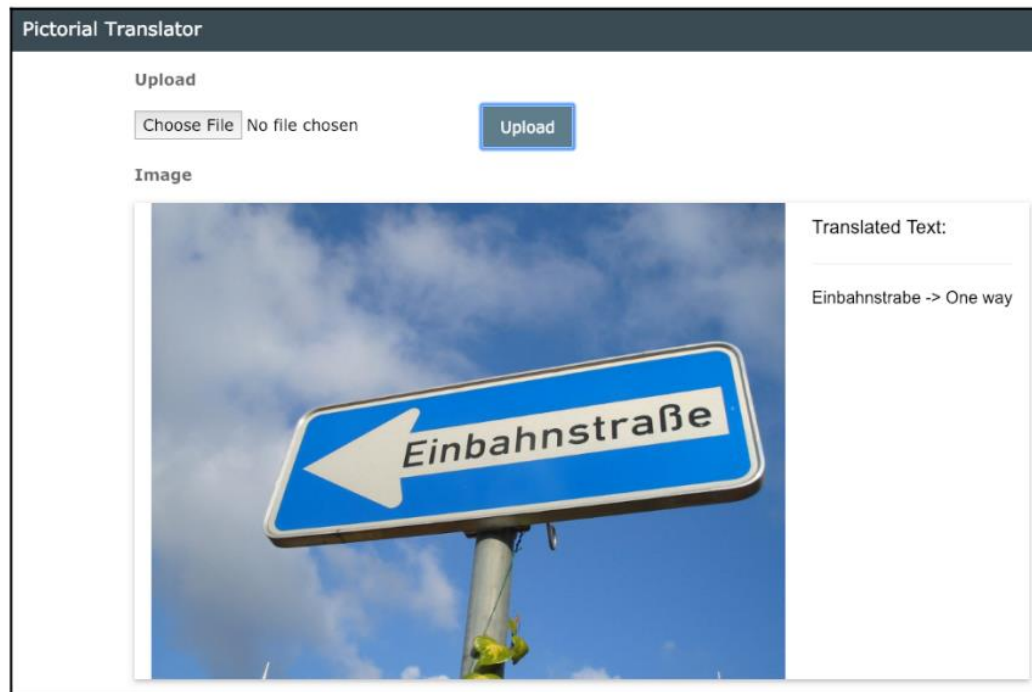 Pictorial Translator
Upload
Choose File No file chosen Upload
Image
Translated Text:
Einbahnstrabe -> One way
Einbahnstraße